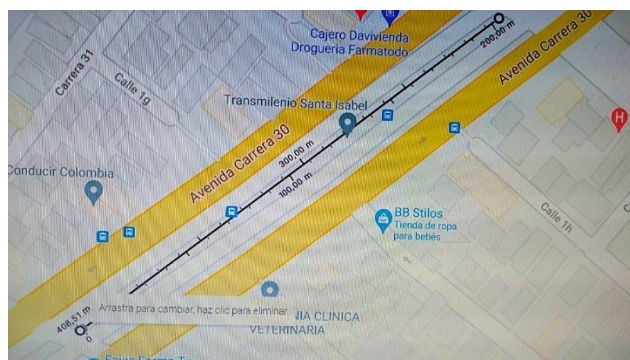 Cajero Davivienda
Drogueria Farmatodo
200,00 m
Avenida Carrera 30
Carrera 31
Calle 1g
Transmilenio Santa Isabel
Avenida Carrera 30
300,00 m
100,00 m
Conducir Colombia
H
BB Stilos
Tienda de ropa
para bebés
Calle 1h
C
408,51 m
0
Arrastra para cambiar, haz clic para eliminar
JIA CLINICA
VETERINARIA